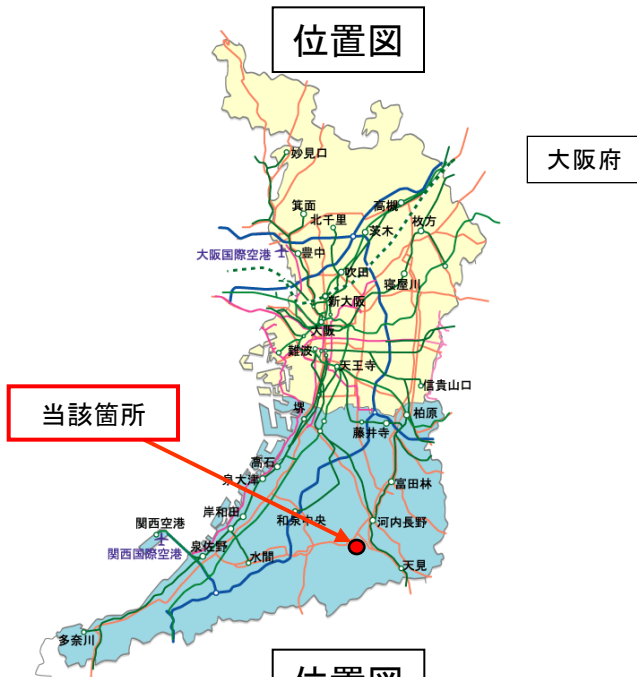 位置図
大阪府
妙見口
箕面
高槻
北千里
枚方
茨木
大阪国際空港
豊中
吹田
寝屋川
新大阪
大阪
難波
天王寺
信貴山口
堺
柏原
当該箇所
藤井寺
高石
泉大津
富田林
岸和田
和泉中央
関西空港
河内長野
泉佐野
関西国際空港
水間
天見
多奈川
位置図